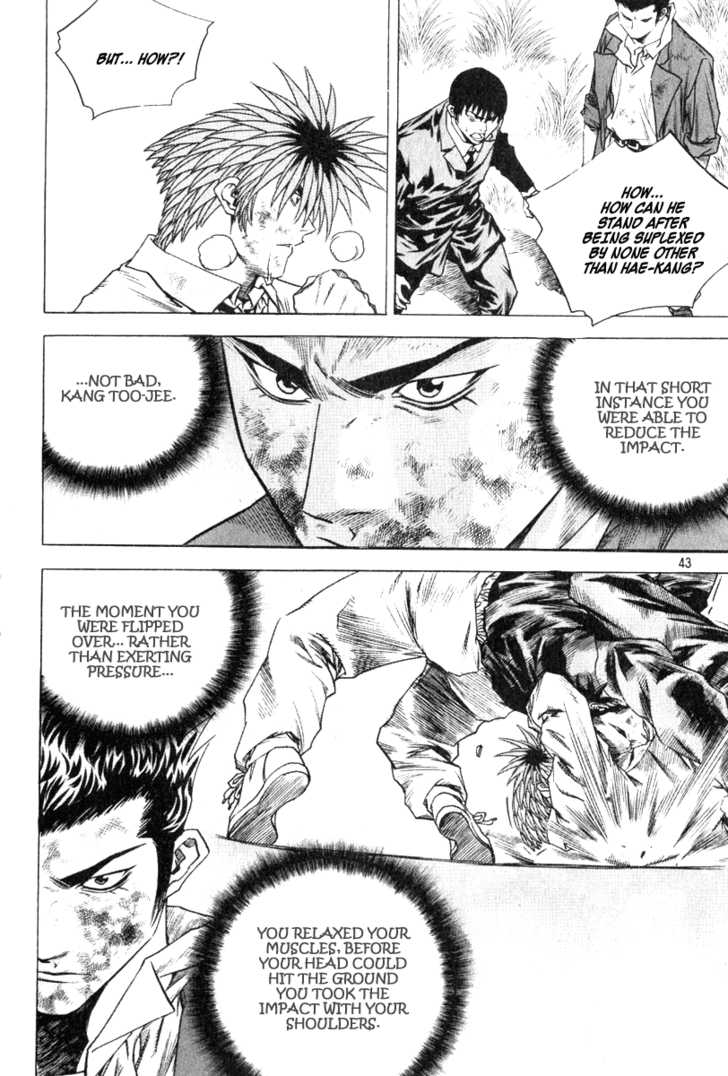 BUT... HOW?!
HOW...
HOW CAN HE
STAND AFTER
BEING SUPLEXED
BY NONE OTHER
THAN HAE-KANG?
...NOT BAD,
KANG TOO-JEE.
IN THAT SHORT
INSTANCE YOU
WERE ABLE TO
REDUCE THE
IMPACT.
43
THE MOMENT YOU
WERE FLIPPED
OVER... RATHER
THAN EXERTING
PRESSURE...
YOU RELAXED YOUR
MUSCLES, BEFORE
YOUR HEAD COULD
HIT THE GROUND
YOU TOOK THE
IMPACT WITH YOUR
SHOULDERS.